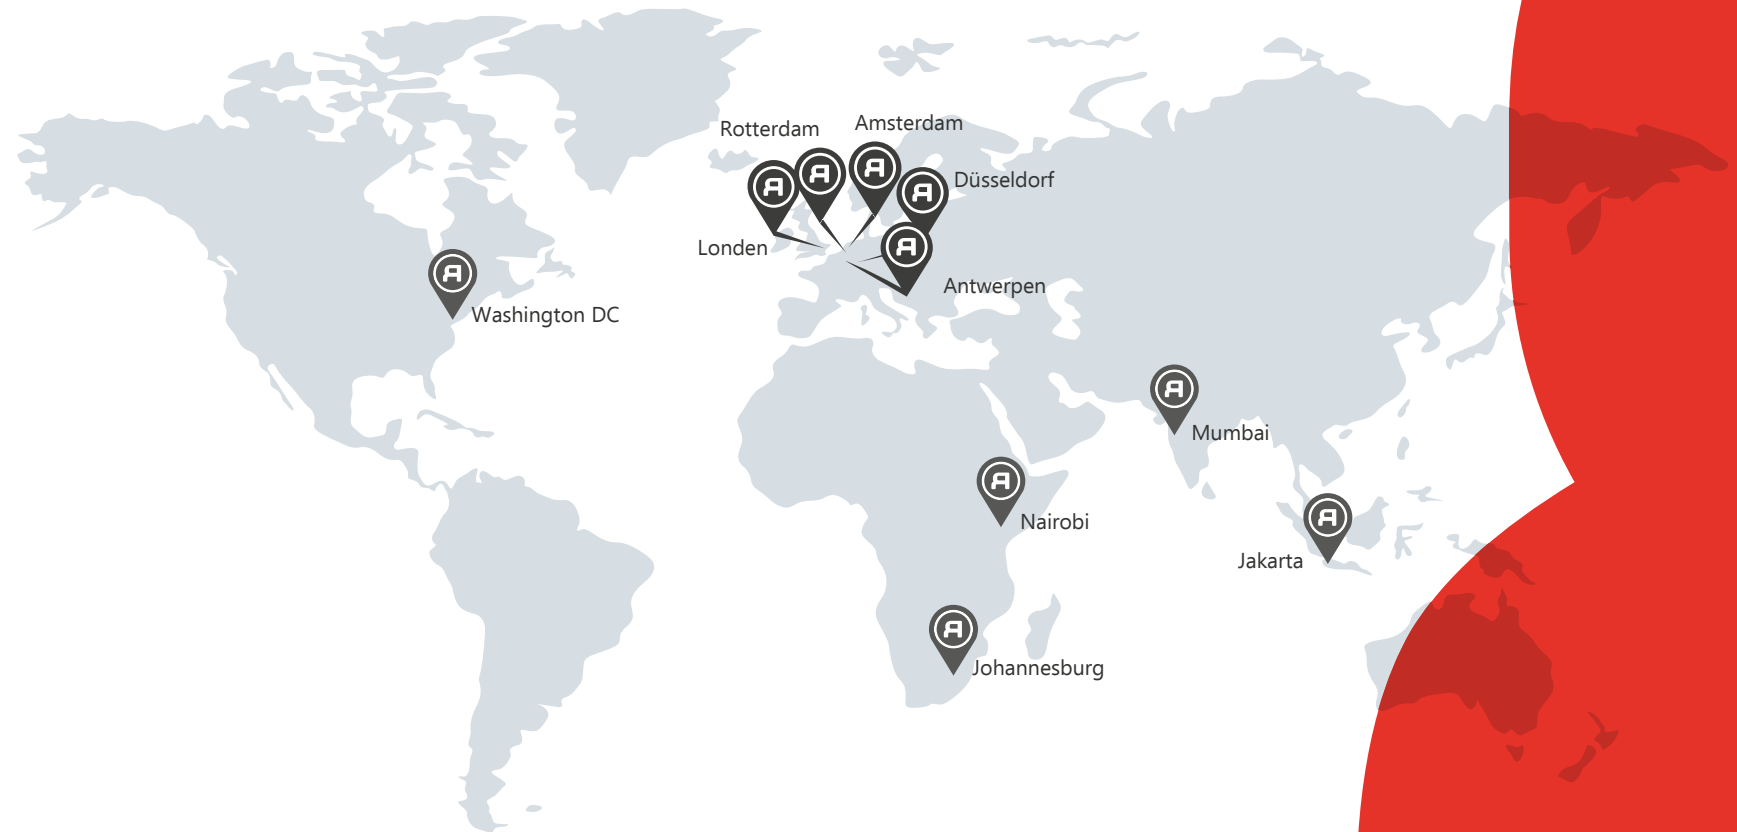 Rotterdam
Amsterdam
Düsseldorf
Londen
Antwerpen
Washington DC
Mumbai
Nairobi
Jakarta
Johannesburg